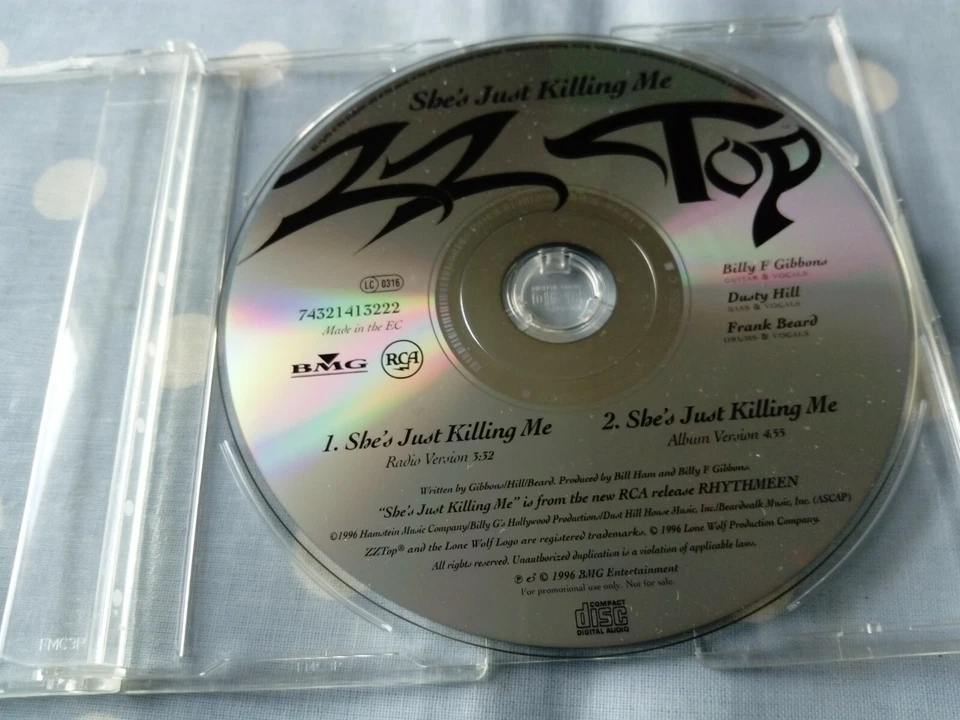 She's Just Killing Me
ZZ Top
Billy F Gibbons
GUITAR & VOCALS
Dusty Hill
BASS & VOCALS
Frank Beard
DRUMS & VOCALS
LC 0316
74321413222
Made in the EC
BMG RCA
1. She's Just Killing Me
Radio Version 3:32
2. She's Just Killing Me
Album Version 4:55
Written by Gibbons/Hill/Beard. Produced by Bill Ham and Billy F Gibbons.
"She's Just Killing Me" is from the new RCA release RHYTHMEEN
©1996 Hamstein Music Company/Billy G's Hollywood Productions/Dust Hill House Music, Inc./Beardwalk Music, Inc. (ASCAP)
ZZTop® and the Lone Wolf Logo are registered trademarks. © 1996 Lone Wolf Production Company.
All rights reserved. Unauthorized duplication is a violation of applicable laws.
℗ & © 1996 BMG Entertainment
For promotional use only. Not for sale.
COMPACT
disc
DIGITAL AUDIO